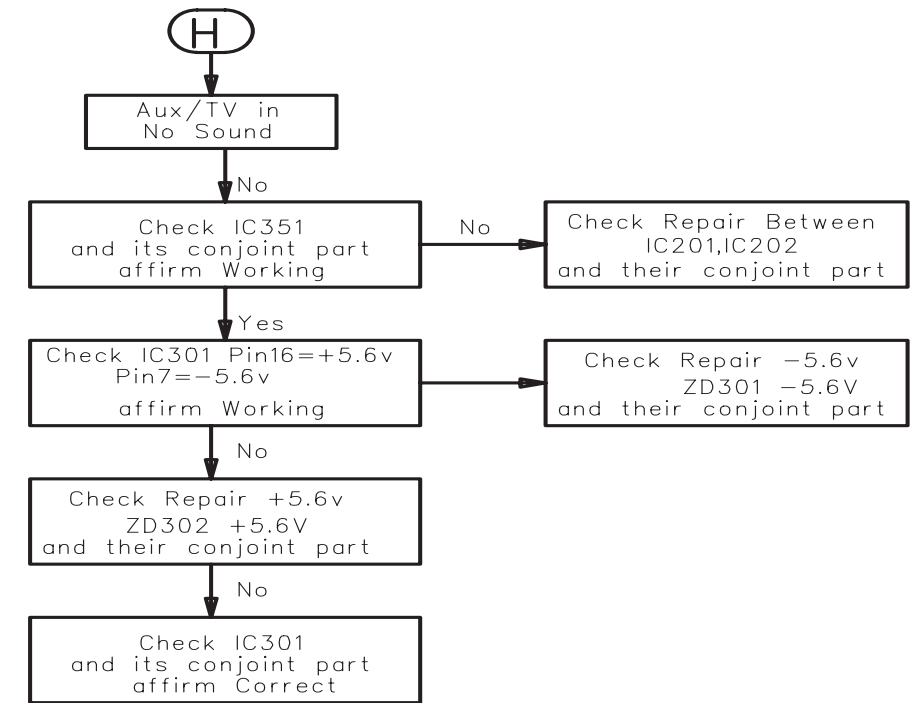 H
Aux/TV in
No Sound
No
Check IC351
and its conjoint part
affirm Working
No
Check Repair Between
IC201,IC202
and their conjoint part
Yes
Check IC301 Pin16=+5.6v
Pin7=-5.6v
affirm Working
Check Repair -5.6v
ZD301 -5.6V
and their conjoint part
No
Check Repair +5.6v
ZD302 +5.6V
and their conjoint part
No
Check IC301
and its conjoint part
affirm Correct